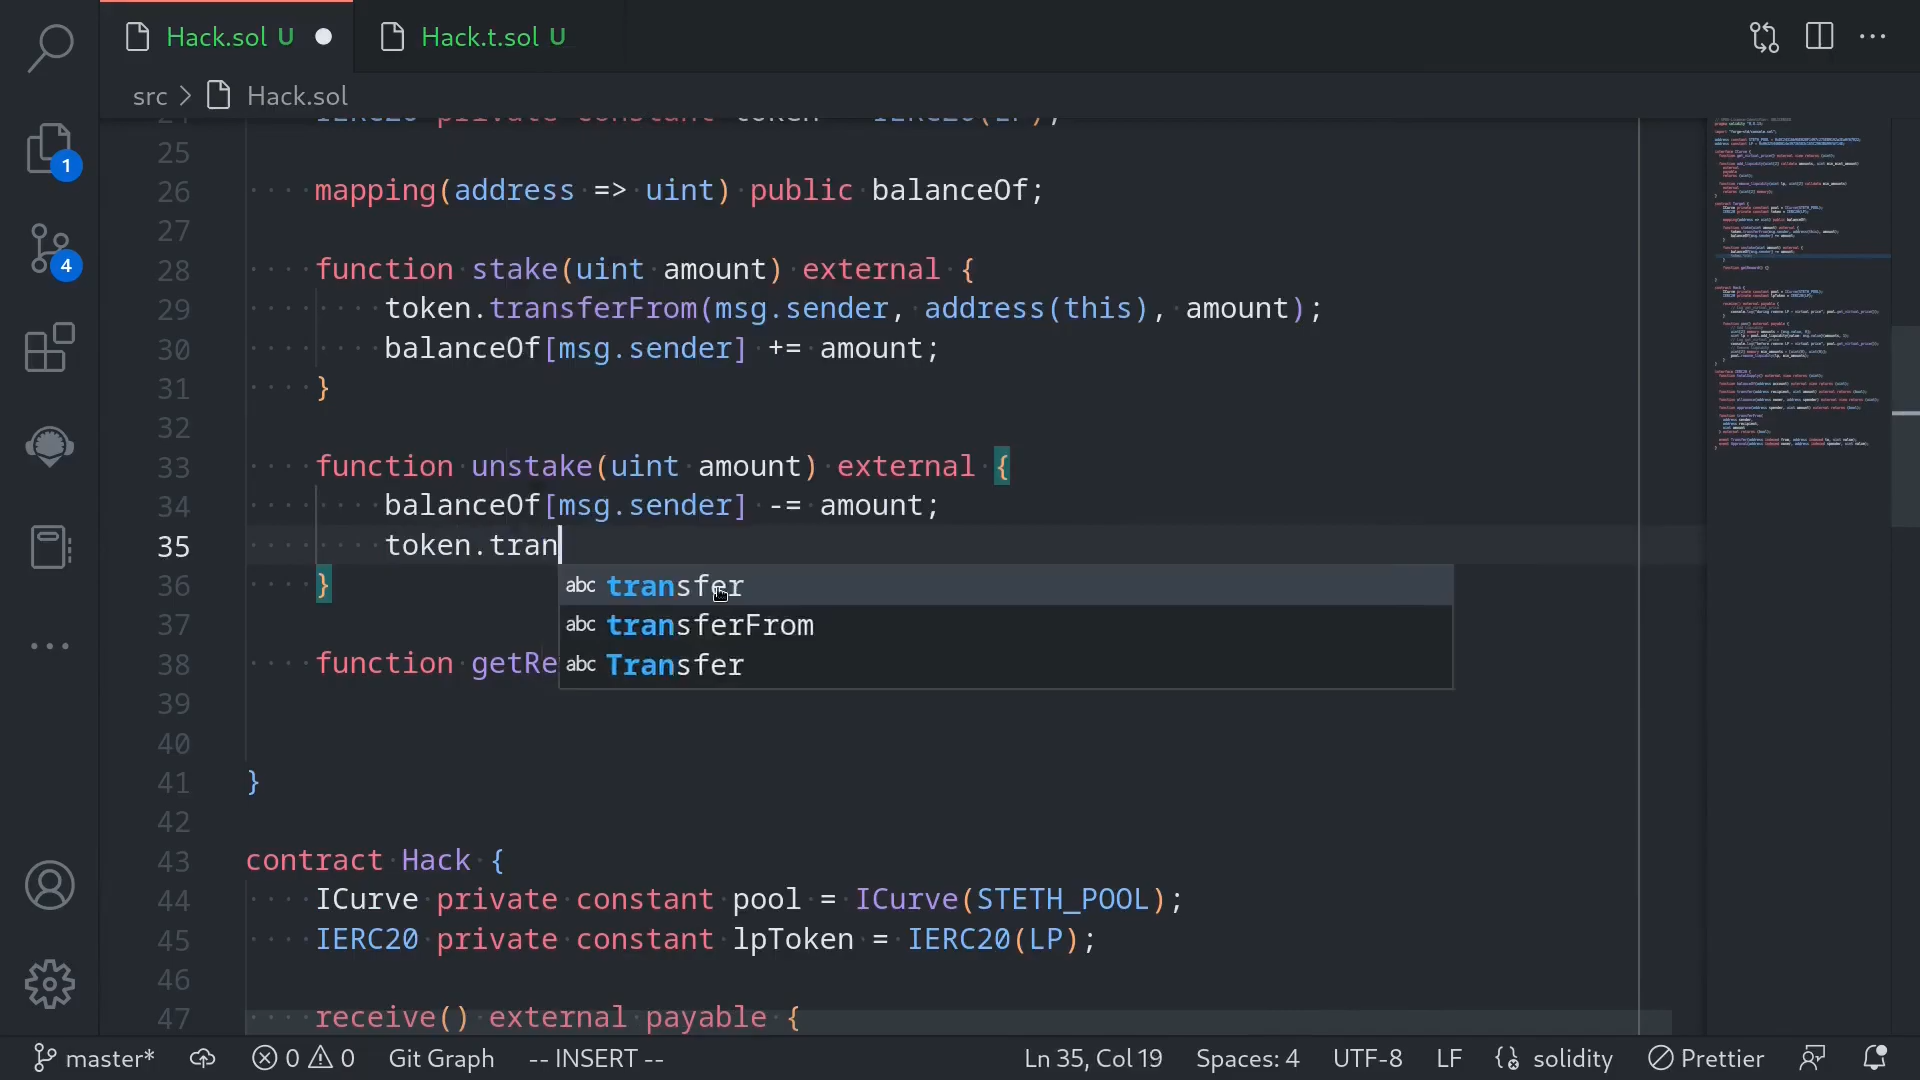 Hack.sol U
Hack.t.sol U
src > Hack.sol
1
4
25
26 mapping(address => uint) public balanceOf;
27
28 function stake(uint amount) external {
29 token.transferFrom(msg.sender, address(this), amount);
30 balanceOf[msg.sender] += amount;
31 }
32
33 function unstake(uint amount) external {
34 balanceOf[msg.sender] -= amount;
35 token.tran
abc transfer
36 }
abc transferFrom
37
38 function getRe
abc Transfer
39
40
41 }
42
43 contract Hack {
44 ICurve private constant pool = ICurve(STETH_POOL);
45 IERC20 private constant lpToken = IERC20(LP);
46
47 receive() external payable {
master* 0 0 Git Graph -- INSERT -- Ln 35, Col 19 Spaces: 4 UTF-8 LF solidity Prettier